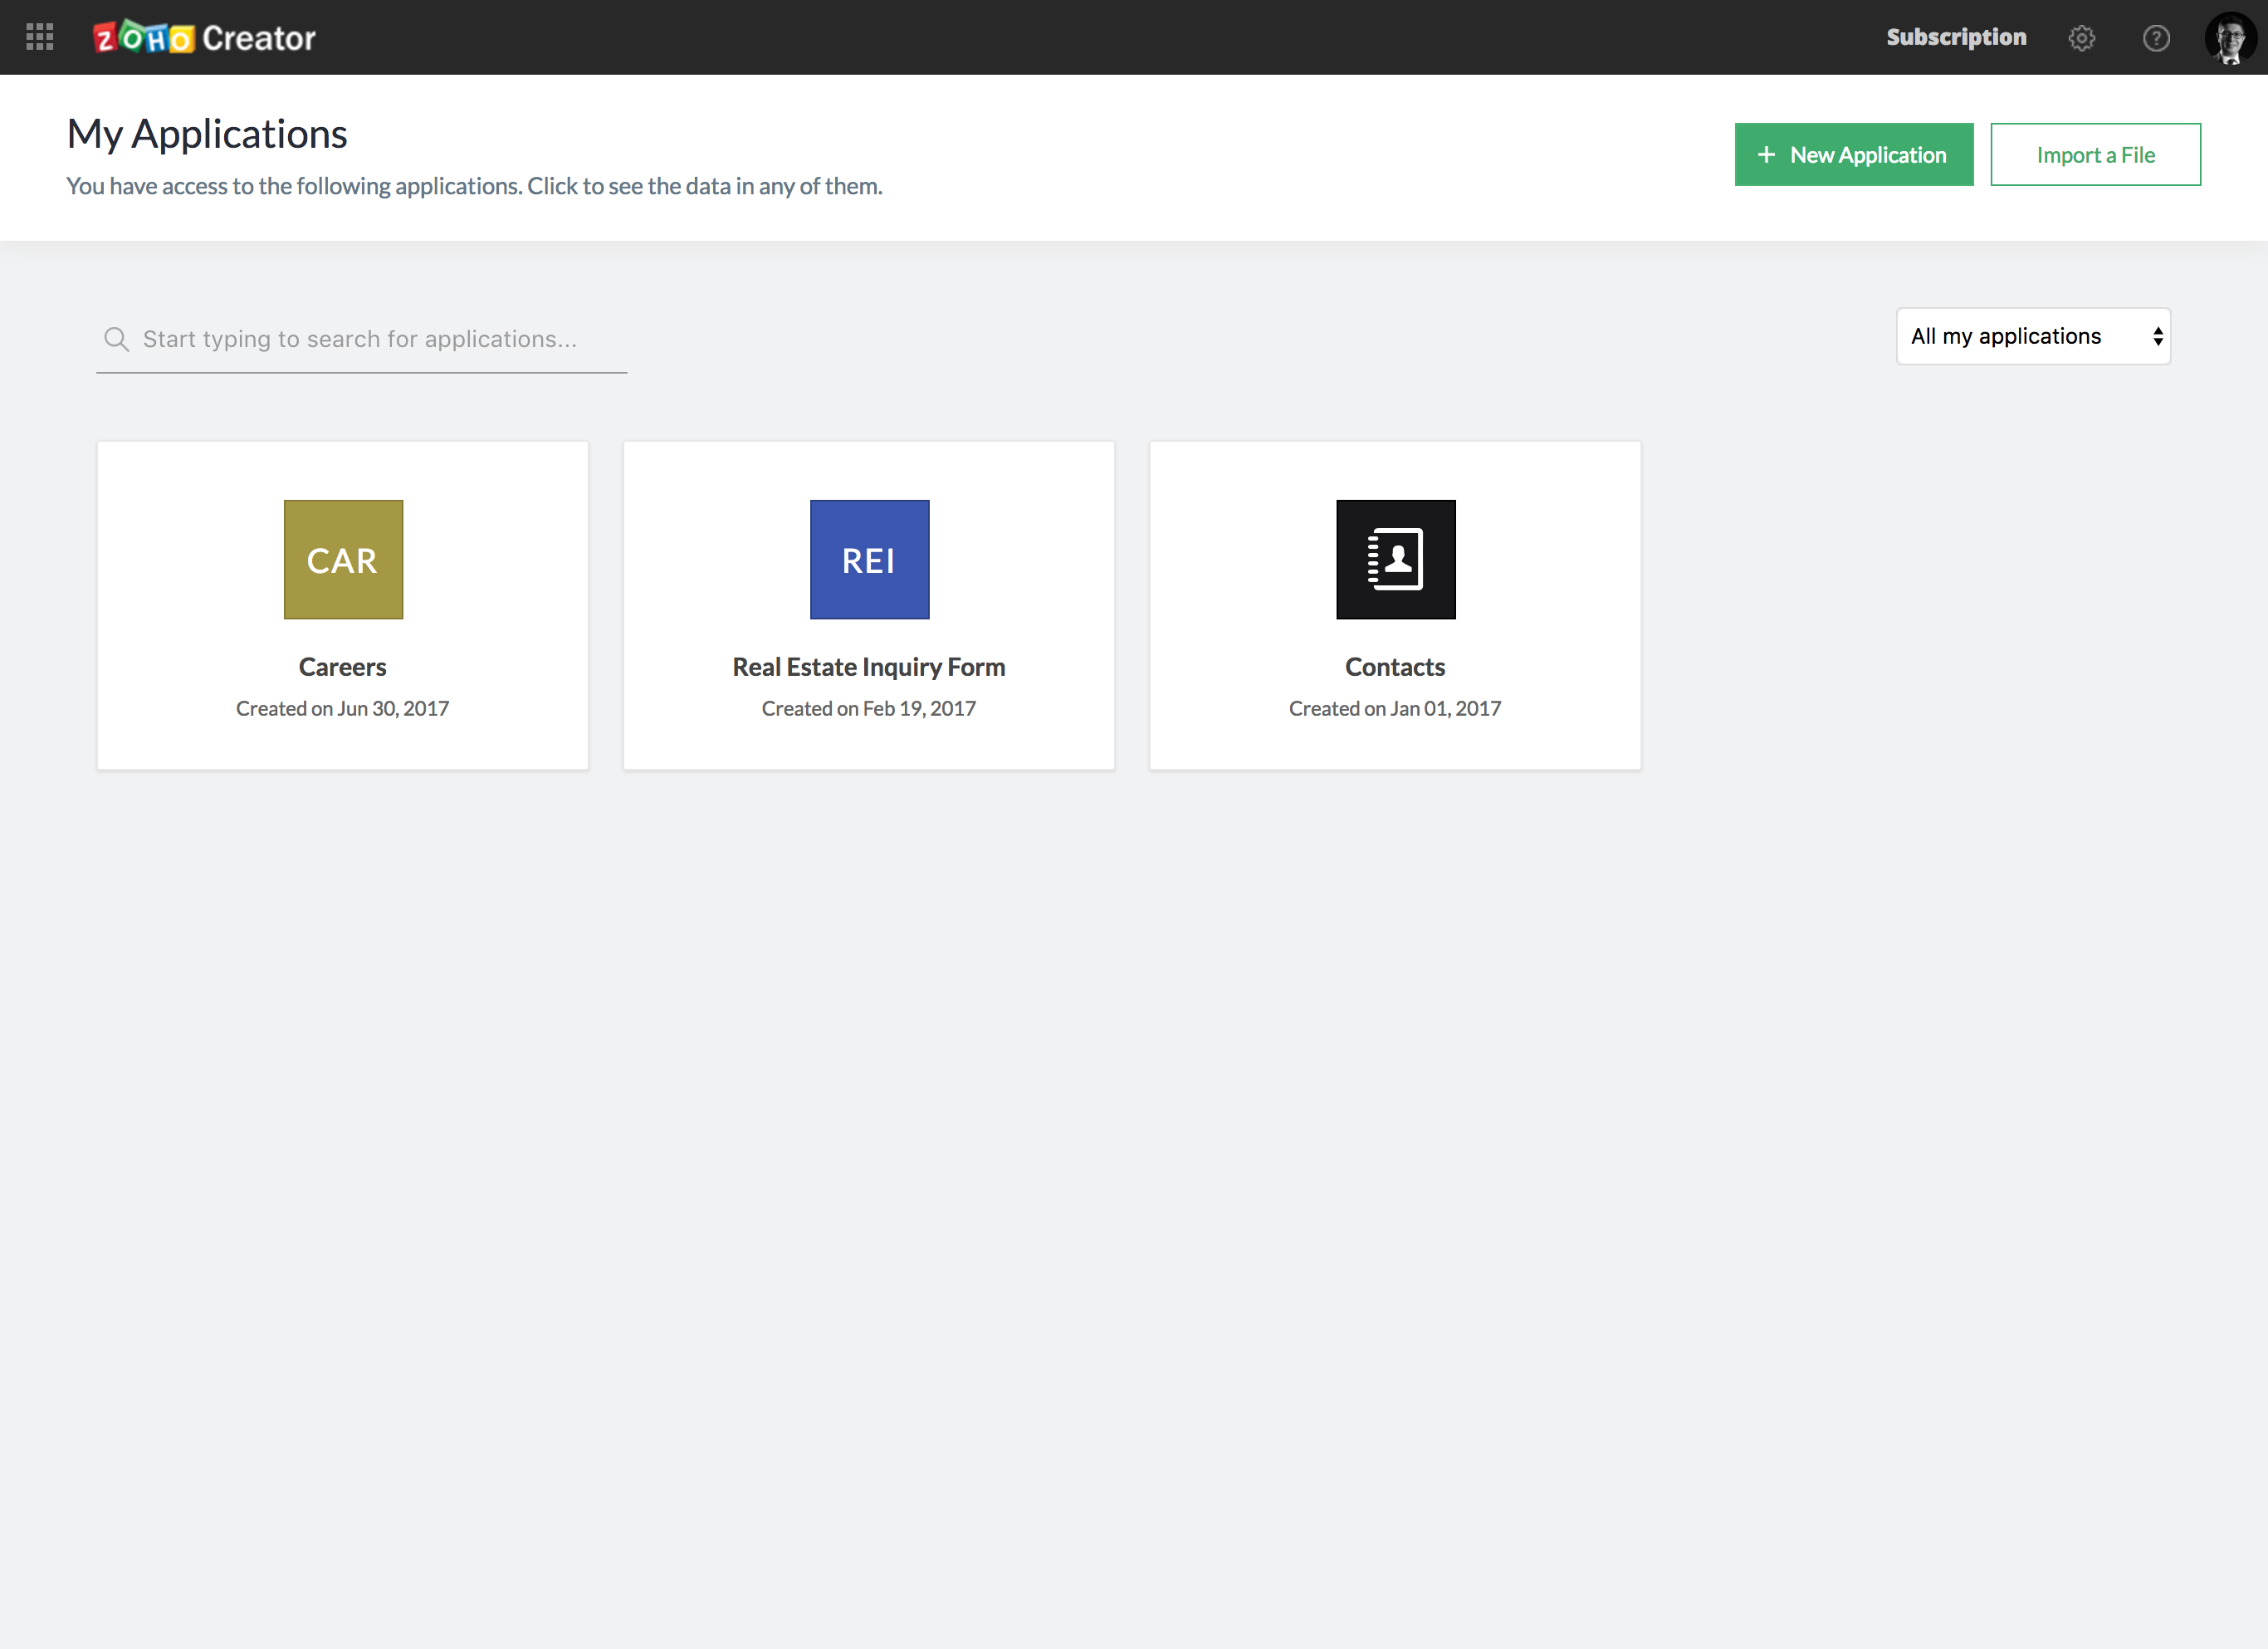 ZOHO Creator
Subscription
?
My Applications
You have access to the following applications. Click to see the data in any of them.
+ New Application
Import a File
Start typing to search for applications...
All my applications
CAR
REI
Careers
Real Estate Inquiry Form
Contacts
Created on Jun 30, 2017
Created on Feb 19, 2017
Created on Jan 01, 2017